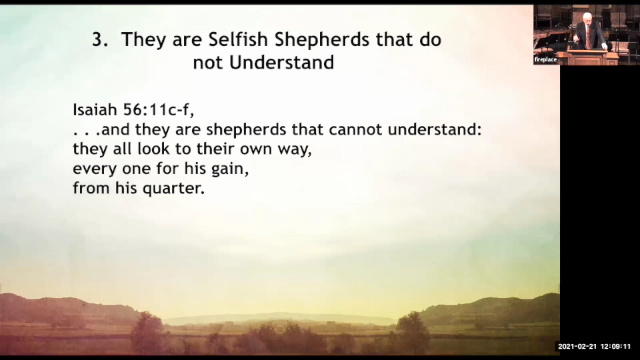 3. They are Selfish Shepherds that do
not Understand
Isaiah 56:11c-f,
. . .and they are shepherds that cannot understand:
they all look to their own way,
every one for his gain,
from his quarter.
fireplace
2021-02-21 12:09:11